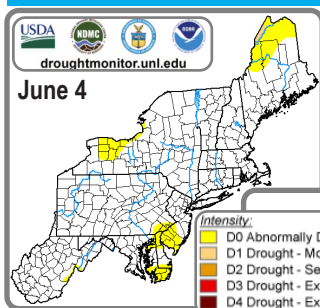 USDA
NDMC
droughtmonitor.unl.edu
June 4
Intensity:
D0 Abnormally D
D1 Drought - Mo
D2 Drought - Se
D3 Drought - Ex
D4 Drought - Ex